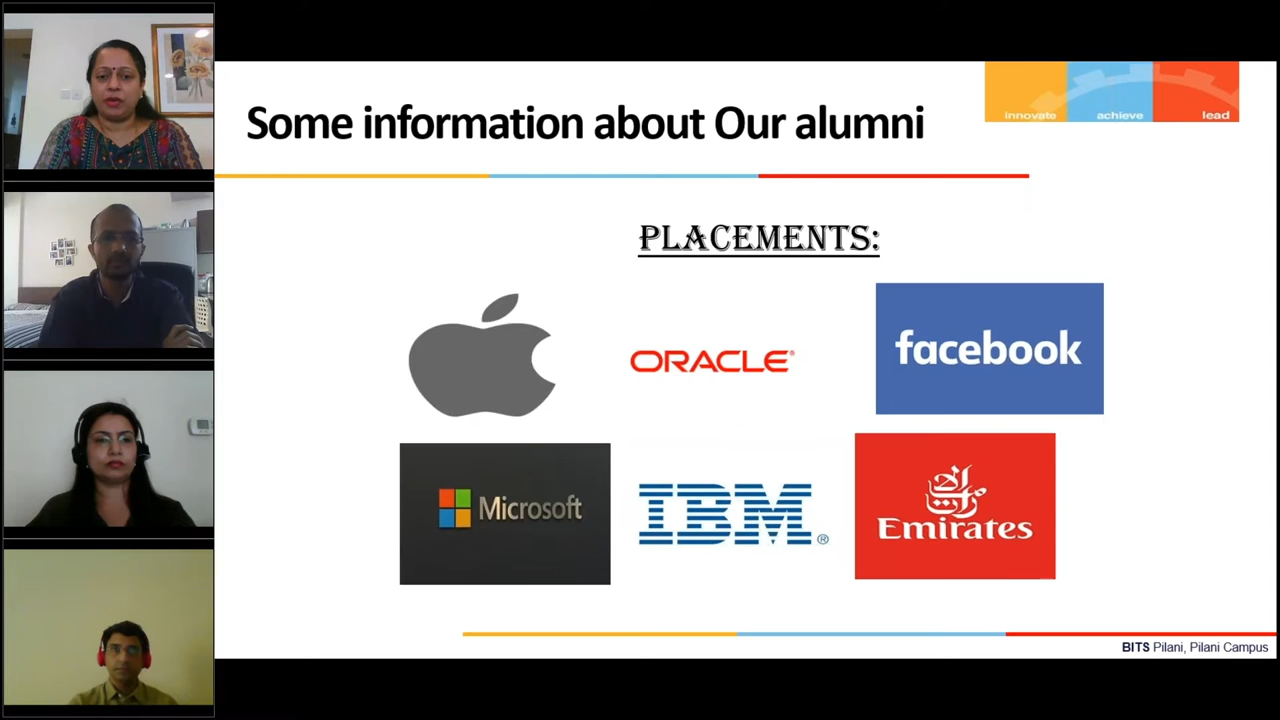 Some information about Our alumni
innovate achieve lead
PLACEMENTS:
ORACLE®
facebook
Microsoft
IBM®
Emirates
BITS Pilani, Pilani Campus